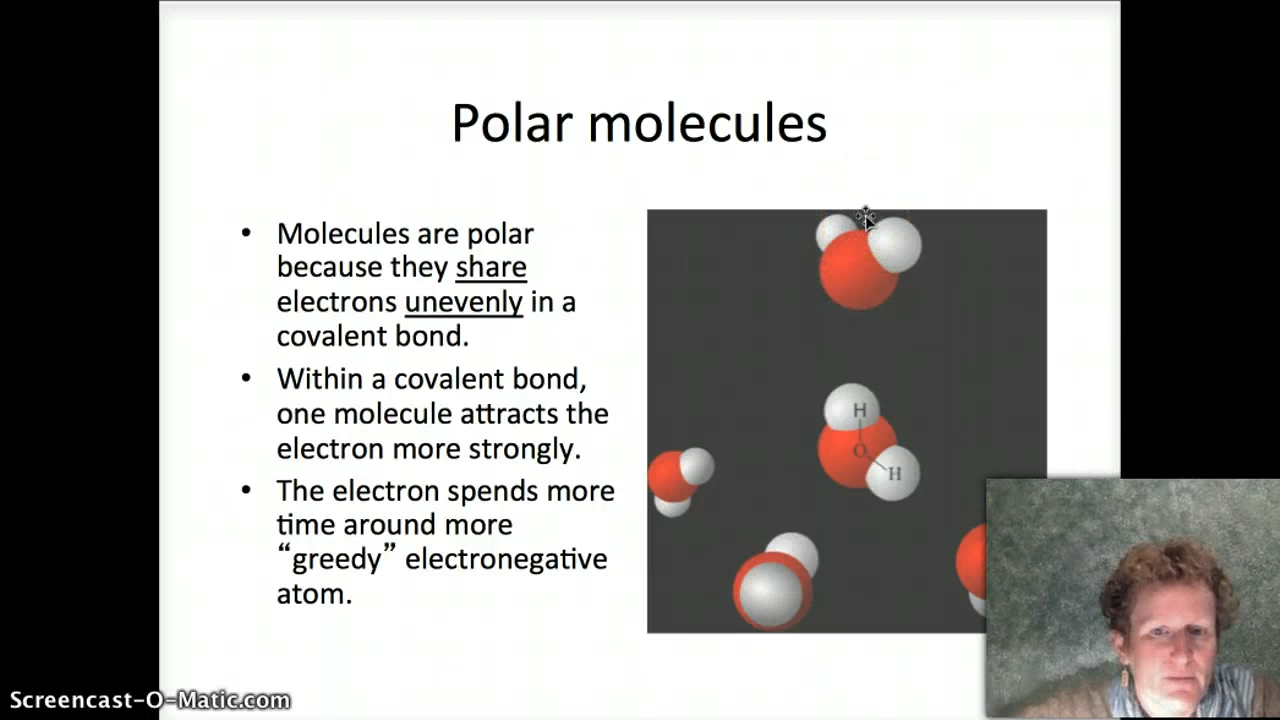 Polar molecules
• Molecules are polar
because they share
electrons unevenly in a
covalent bond.
• Within a covalent bond,
one molecule attracts the
electron more strongly.
• The electron spends more
time around more
“greedy” electronegative
atom.
H
O
H
Screencast-O-Matic.com